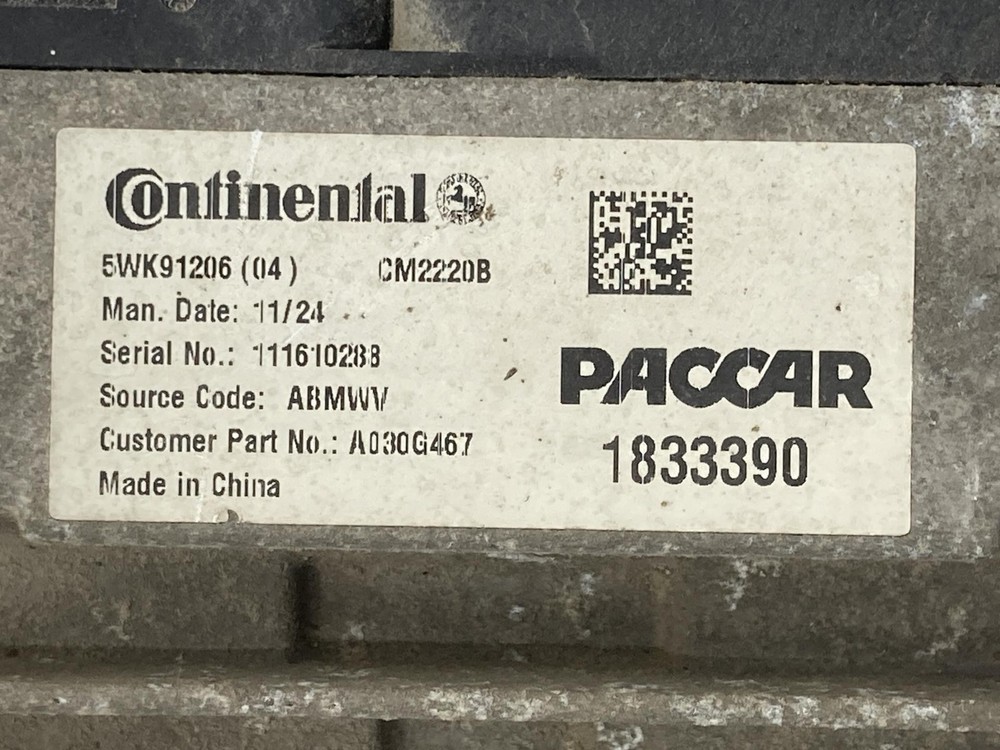 Continental
5WK91206 (04) CM2220B
Man. Date: 11/24
Serial No.: 111610288
Source Code: ABMWV
Customer Part No.: A030G467
Made in China
PACCAR
1833390